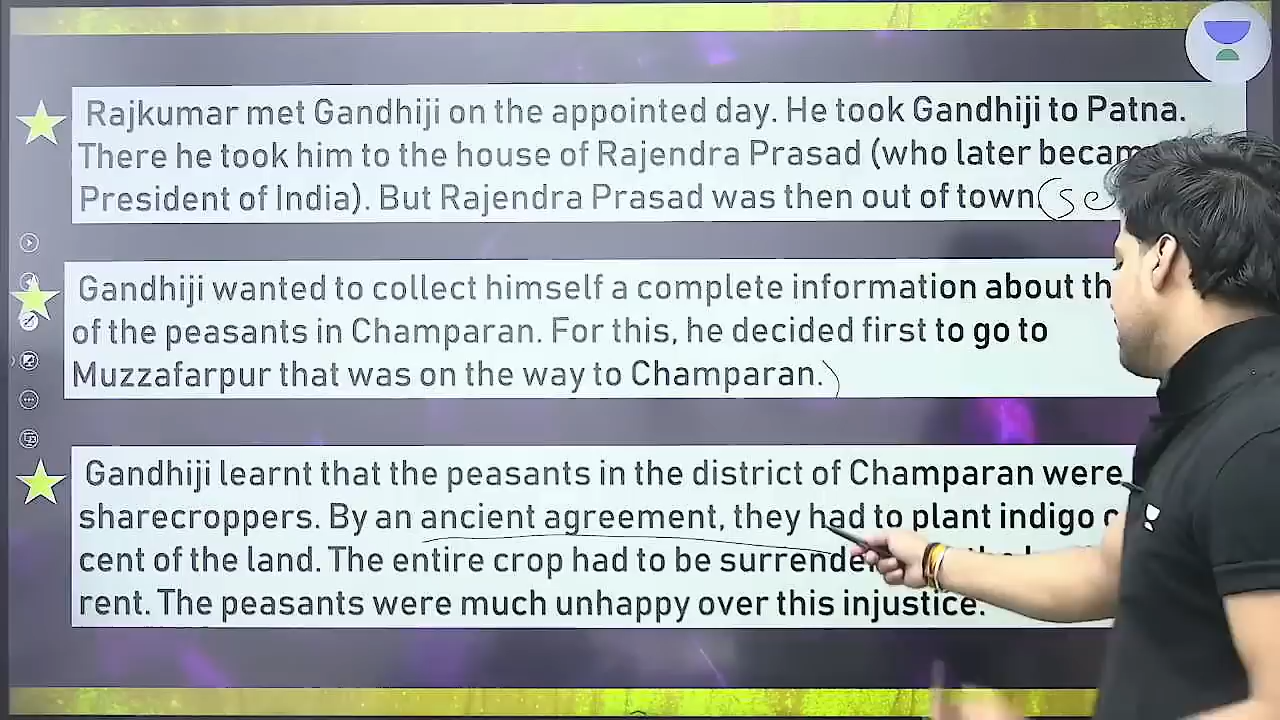 Rajkumar met Gandhiji on the appointed day. He took Gandhiji to Patna.
There he took him to the house of Rajendra Prasad (who later
President of India). But Rajendra Prasad was then out of town.
Gandhiji wanted to collect himself a complete information about
of the peasants in Champaran. For this, he decided first to go to
Muzzafarpur that was on the way to Champaran.
Gandhiji learnt that the peasants in the district of Champaran were
sharecroppers. By an ancient agreement, they had to plant indigo
cent of the land. The entire crop had to be
rent. The peasants were much unhappy over this injustice.